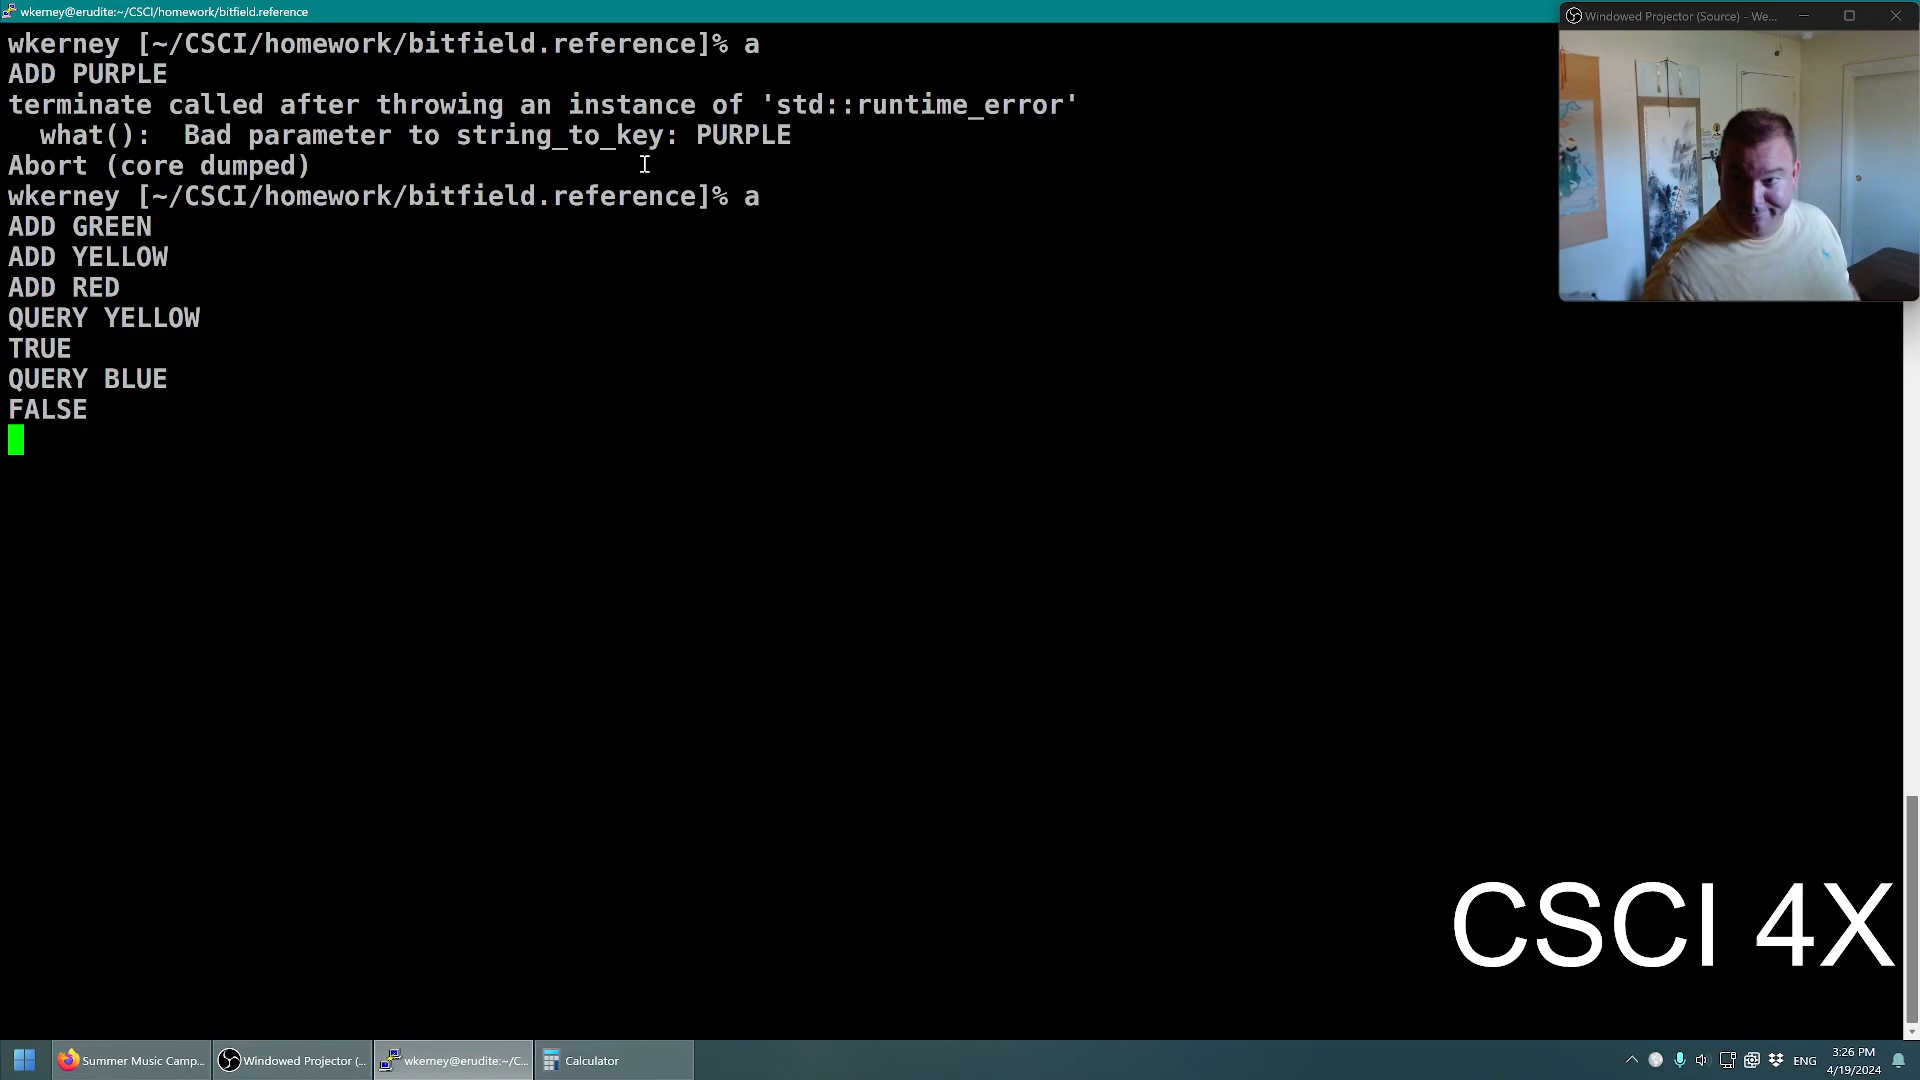 wkerney@erudite:~/CSCI/homework/bitfield.reference
Windowed Projector (Source) - We...
wkerney [~/CSCI/homework/bitfield.reference]% a
ADD PURPLE
terminate called after throwing an instance of 'std::runtime_error'
what():  Bad parameter to string_to_key: PURPLE
Abort (core dumped)
wkerney [~/CSCI/homework/bitfield.reference]% a
ADD GREEN
ADD YELLOW
ADD RED
QUERY YELLOW
TRUE
QUERY BLUE
FALSE
CSCI 4X
Summer Music Camp...
Windowed Projector (...
wkerney@erudite:~/C...
Calculator
ENG
3:26 PM
4/19/2024